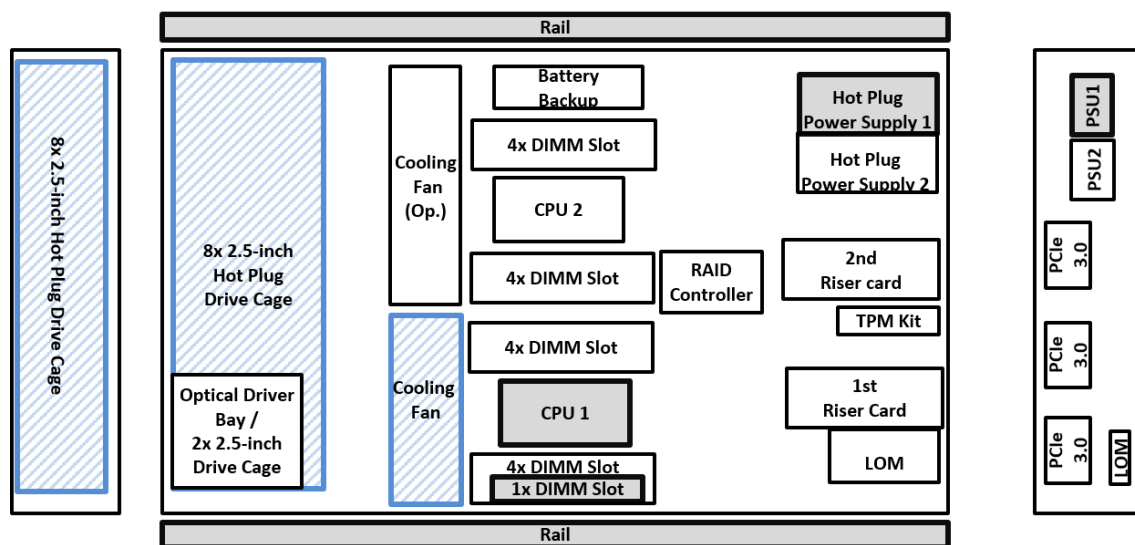 Rail
8x 2.5-inch Hot Plug Drive Cage
8x 2.5-inch
Hot Plug
Drive Cage
Optical Driver
Bay /
2x 2.5-inch
Drive Cage
Cooling
Fan
(Op.)
Cooling
Fan
Battery
Backup
4x DIMM Slot
CPU 2
4x DIMM Slot
4x DIMM Slot
CPU 1
4x DIMM Slot
1x DIMM Slot
RAID
Controller
Hot Plug
Power Supply 1
Hot Plug
Power Supply 2
2nd
Riser card
TPM Kit
1st
Riser Card
LOM
PSU1
PSU2
PCIe
3.0
PCIe
3.0
PCIe
3.0
LOM
Rail